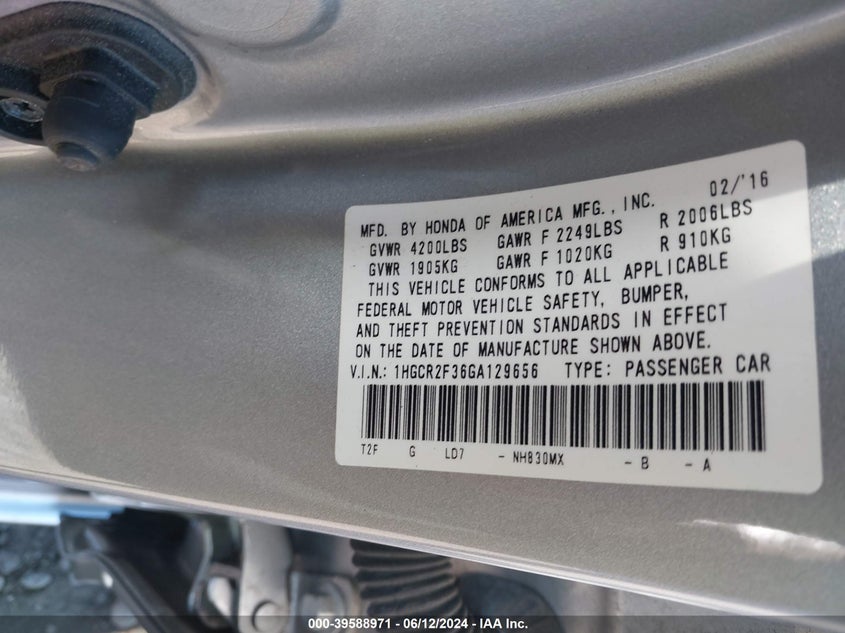 02/'16
MFD. BY HONDA OF AMERICA MFG., INC.
GVWR 4200LBS GAWR F 2249LBS R 2006LBS
GVWR 1905KG GAWR F 1020KG R 910KG
THIS VEHICLE CONFORMS TO ALL APPLICABLE
FEDERAL MOTOR VEHICLE SAFETY, BUMPER,
AND THEFT PREVENTION STANDARDS IN EFFECT
ON THE DATE OF MANUFACTURE SHOWN ABOVE.
V.I.N.: 1HGCR2F36GA129656 TYPE: PASSENGER CAR
T2F G LD7 - NH830MX - B - A
000-39588971 - 06/12/2024 - IAA Inc.